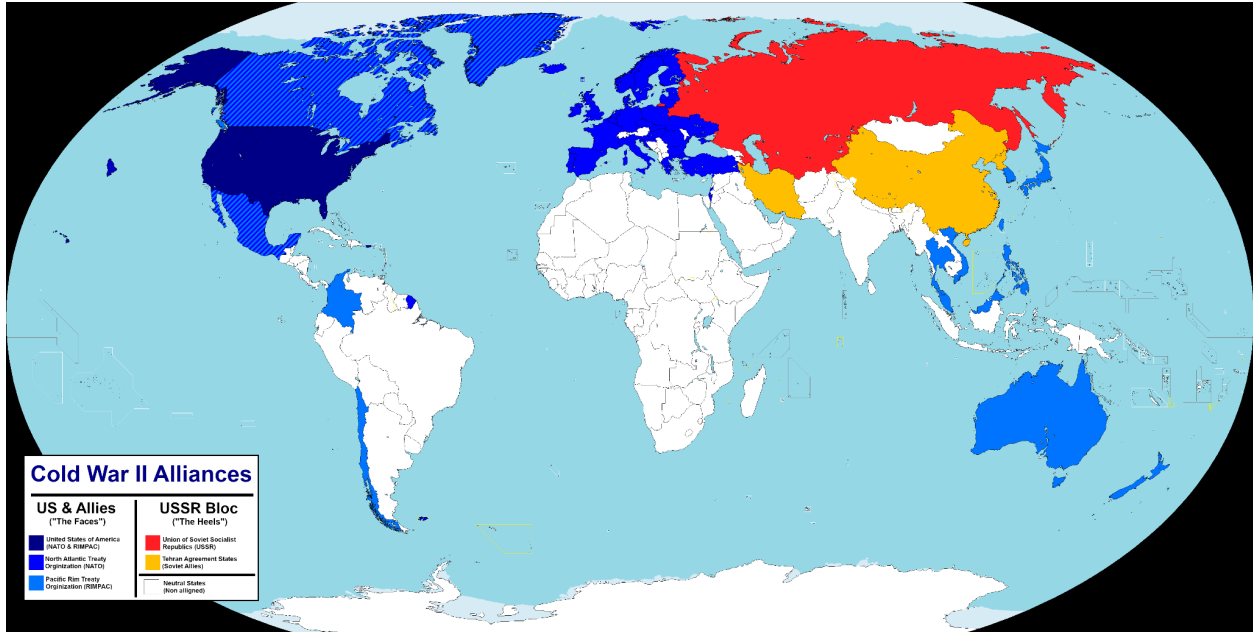 Cold War II Alliances
US & Allies
("The Faces")
United States of America
(NATO & RIMPAC)
North Atlantic Treaty
Orginization (NATO)
Pacific Rim Treaty
Orginization (RIMPAC)
USSR Bloc
("The Heels")
Union of Soviet Socialist
Republics (USSR)
Tehran Agreement States
(Soviet Allies)
Neutral States
(Non aligned)